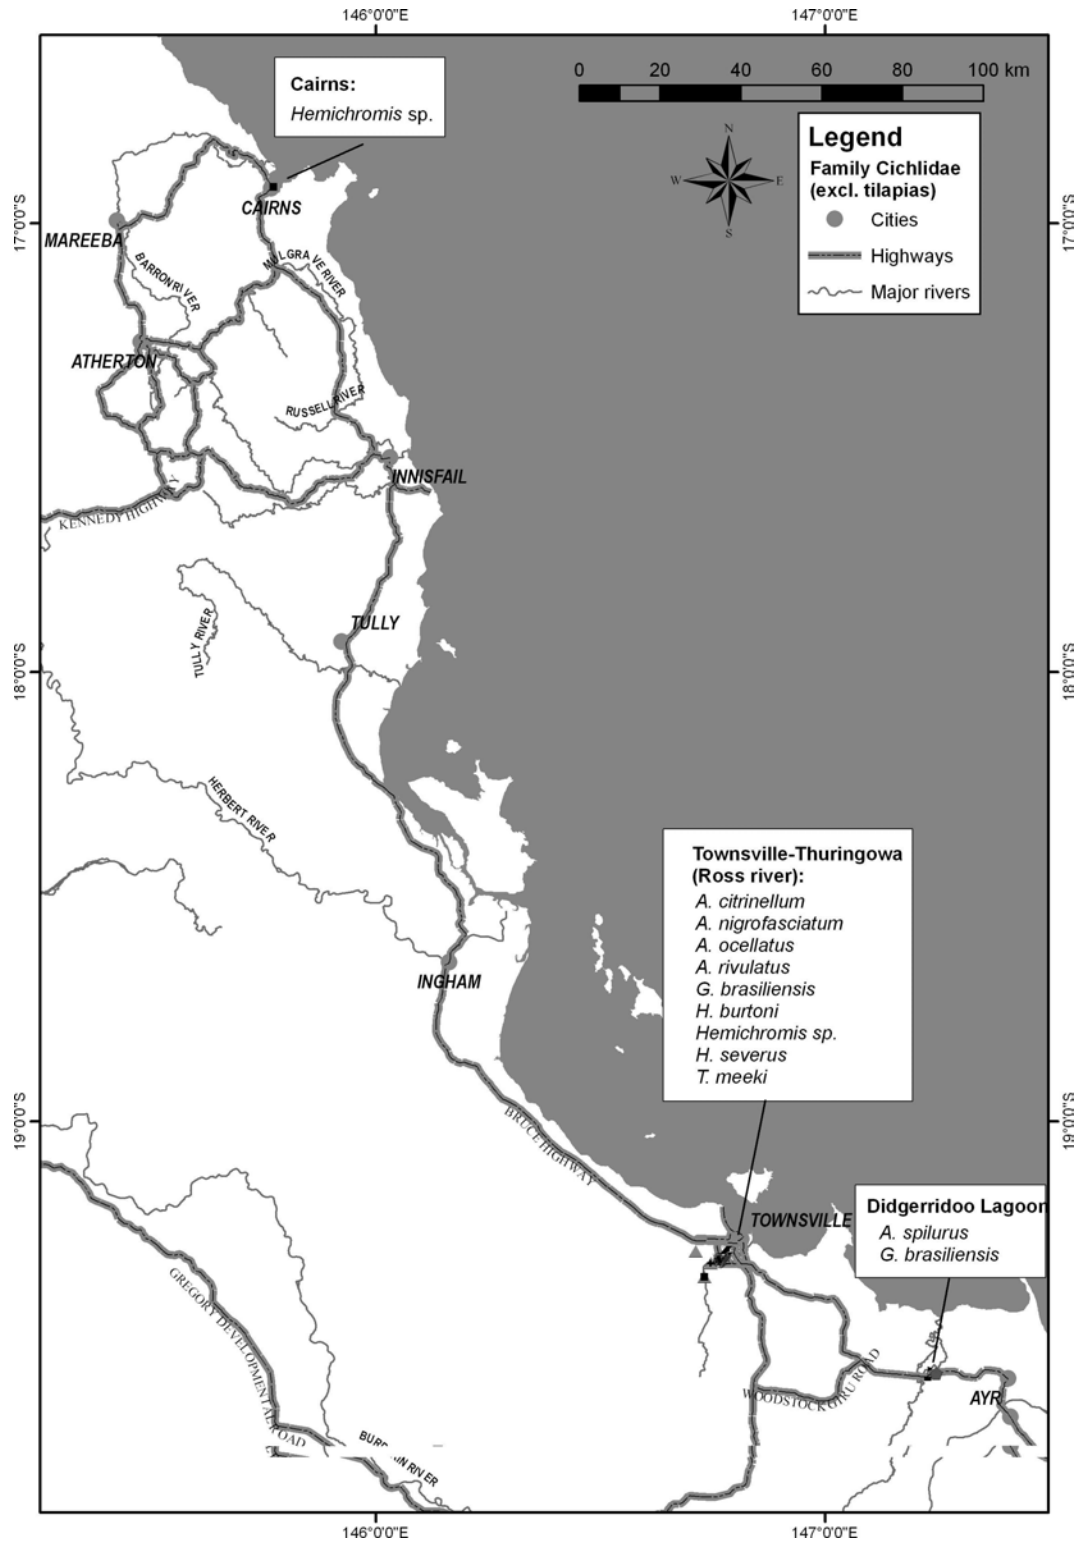 146°0'0"E 147°0'0"E
Cairns:
Hemichromis sp.
0 20 40 60 80 100 km
N
W E
S
Legend
Family Cichlidae
(excl. tilapias)
Cities
Highways
Major rivers
17°0'0"S 17°0'0"S
CAIRNS
MAREEBA
BARRON RIVER
MULGRAVE RIVER
ATHERTON
RUSSELL RIVER
INNISFAIL
KENNEDY HIGHWAY
TULLY
TULLY RIVER
18°0'0"S 18°0'0"S
HERBERT RIVER
Townsville-Thuringowa
(Ross river):
A. citrinellum
A. nigrofasciatum
A. ocellatus
A. rivulatus
G. brasiliensis
H. burtoni
Hemichromis sp.
H. severus
T. meeki
INGHAM
19°0'0"S 19°0'0"S
BRUCE HIGHWAY
TOWNSVILLE
Didgerridoo Lagoon
A. spilurus
G. brasiliensis
GREGORY DEVELOPMENTAL ROAD
WOODSTOCK GIRU ROAD
AYR
RIVER
146°0'0"E 147°0'0"E